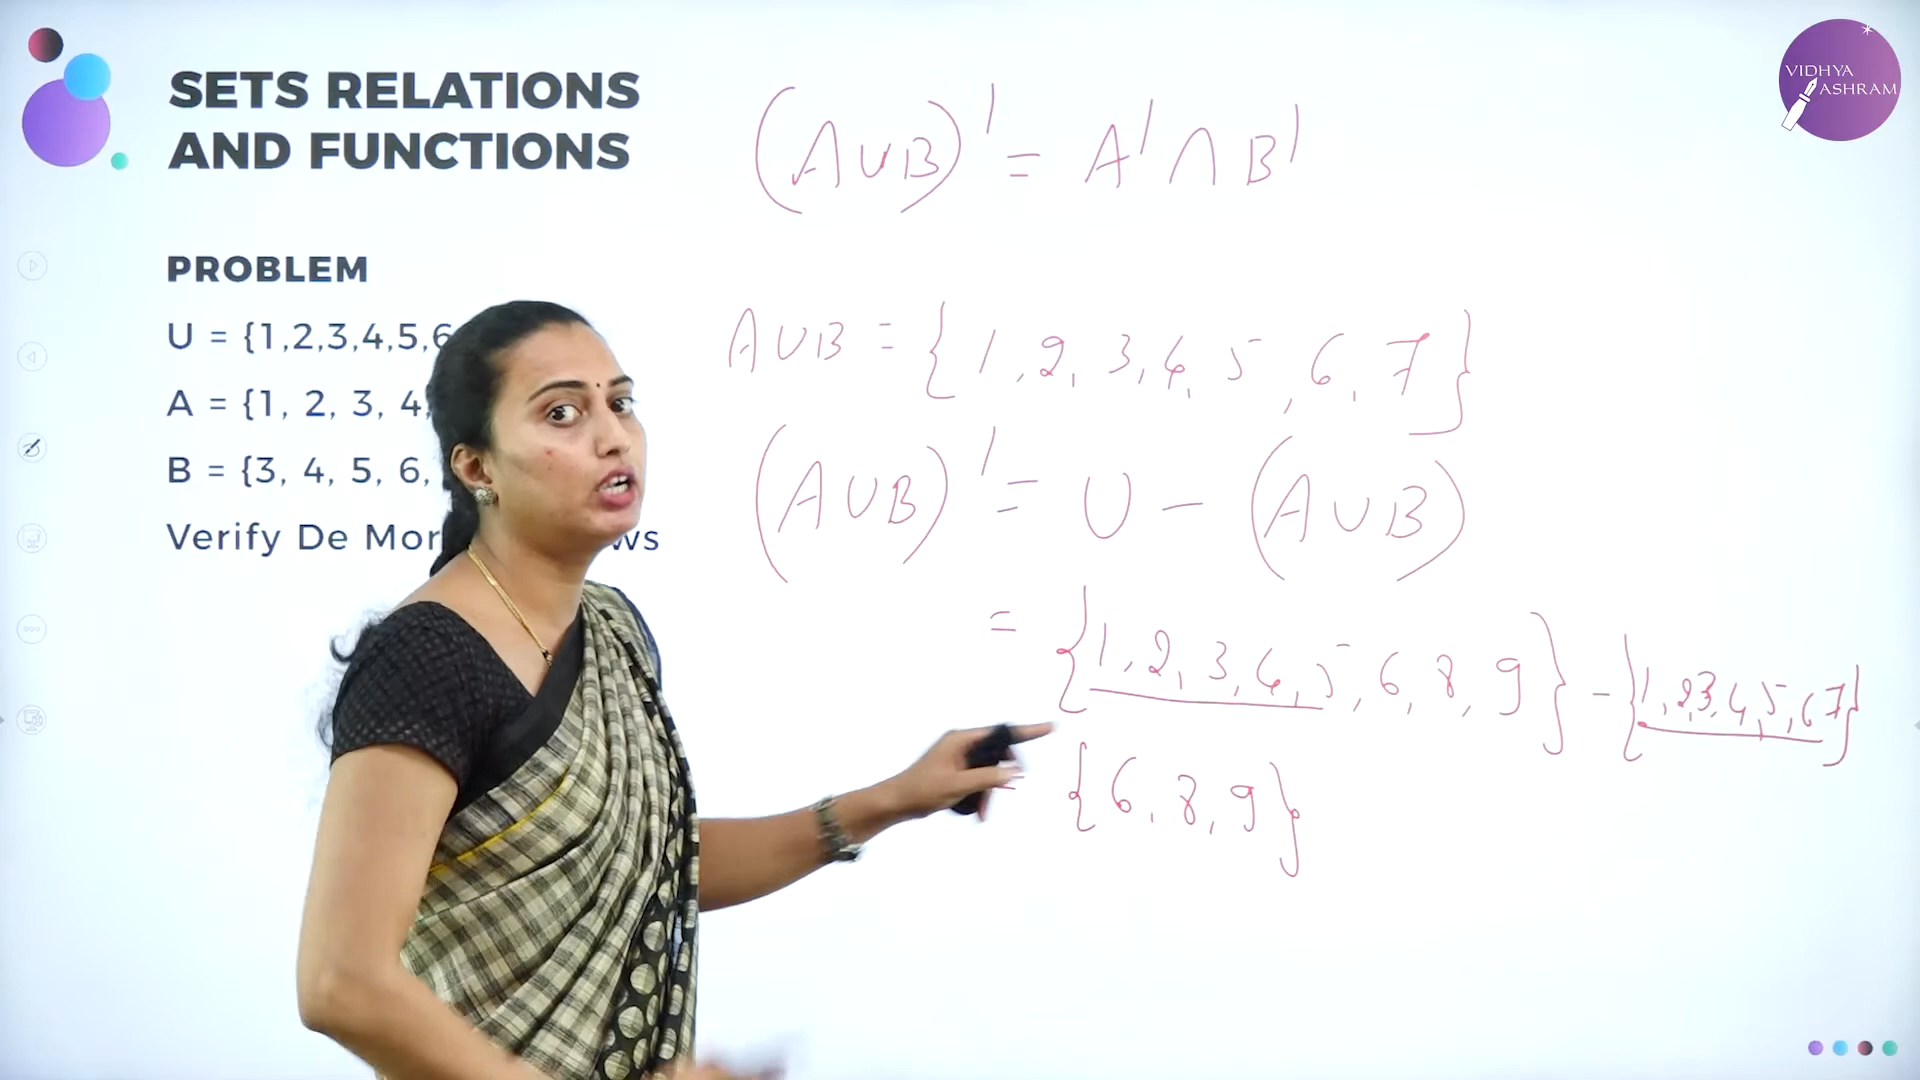 SETS RELATIONS
AND FUNCTIONS
VIDHYA
ASHRAM
PROBLEM
U = {1,2,3,4,5,6
A = {1, 2, 3, 4,
B = {3, 4, 5, 6,
Verify De Mor
(A∪B)' = A' ∩ B'
A∪B = {1, 2, 3, 4, 5, 6, 7}
(A∪B)' = U - (A∪B)
= {1, 2, 3, 4, 5, 6, 8, 9} - {1, 2, 3, 4, 5, 6 7}
= {6, 8, 9}